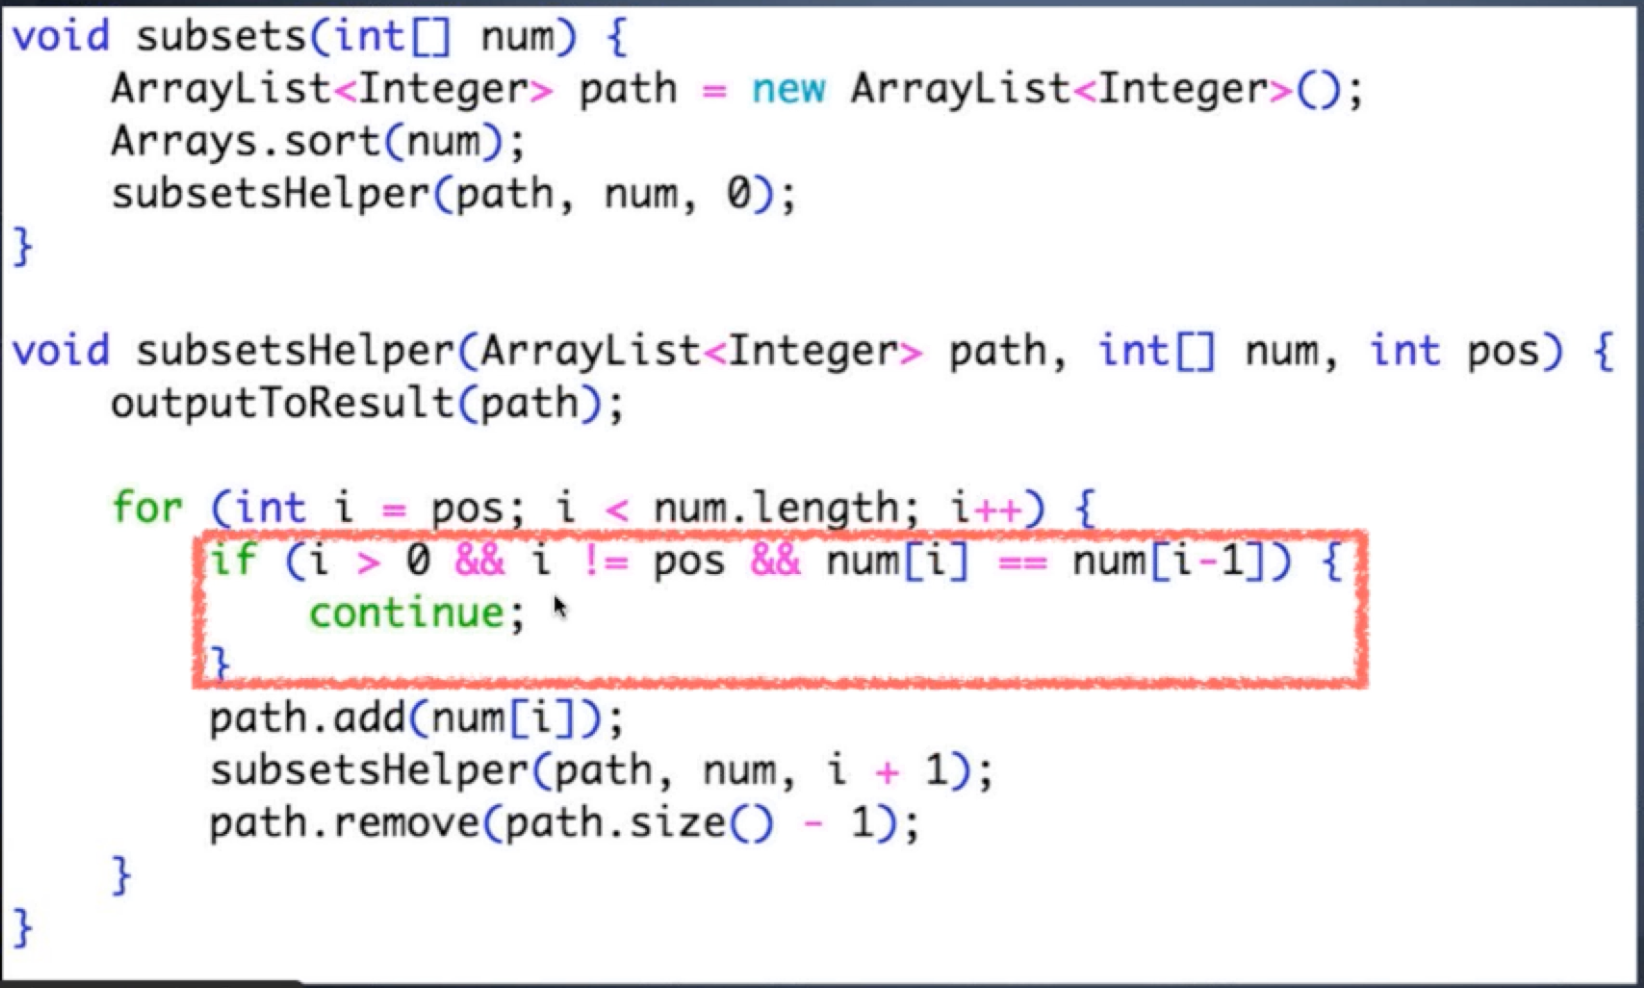 void subsets(int[] num) {
    ArrayList<Integer> path = new ArrayList<Integer>();
    Arrays.sort(num);
    subsetsHelper(path, num, 0);
}

void subsetsHelper(ArrayList<Integer> path, int[] num, int pos) {
    outputToResult(path);

    for (int i = pos; i < num.length; i++) {
        if (i > 0 && i != pos && num[i] == num[i-1]) {
            continue;
        }
        path.add(num[i]);
        subsetsHelper(path, num, i + 1);
        path.remove(path.size() - 1);
    }
}